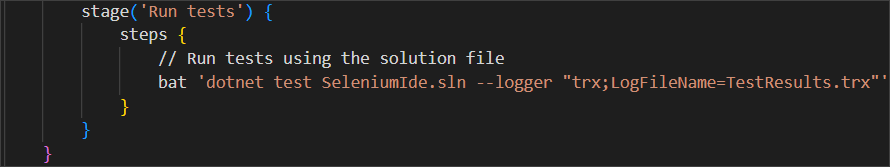 stage('Run tests') {
steps {
// Run tests using the solution file
bat 'dotnet test SeleniumIde.sln --logger "trx;LogFileName=TestResults.trx"'
}
}
}